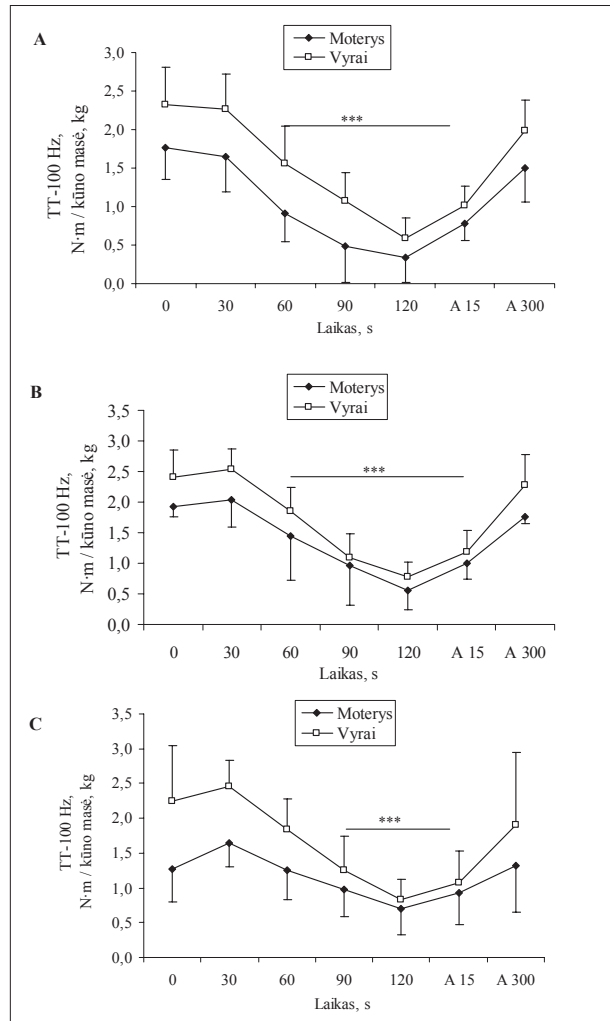 A
Moterys
Vyrai
3,0
2,5
2,0
1,5
1,0
0,5
0,0
TT-100 Hz,
N·m / kūno masė, kg
***
0 30 60 90 120 A 15 A 300
Laikas, s
B
Moterys
Vyrai
3,5
3,0
2,5
2,0
1,5
1,0
0,5
0,0
TT-100 Hz,
N·m / kūno masė, kg
***
0 30 60 90 120 A 15 A 300
Laikas, s
C
Moterys
Vyrai
3,5
3,0
2,5
2,0
1,5
1,0
0,5
0,0
TT-100 Hz,
N·m / kūno masė, kg
***
0 30 60 90 120 A 15 A 300
Laikas, s